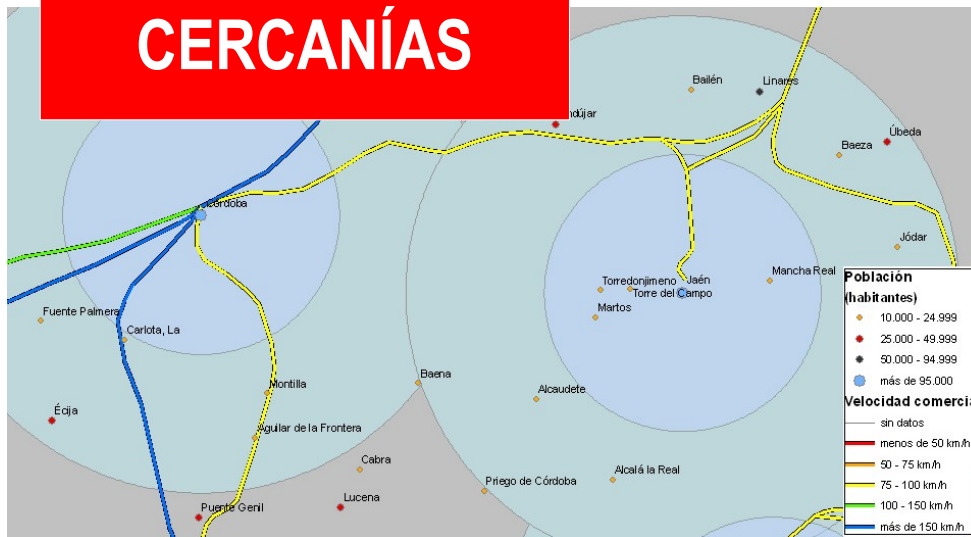 CERCANÍAS
Bailén
Linares
ndújar
Úbeda
Baeza
Córdoba
Jódar
Mancha Real
Torredonjimeno
Jaén
Torre del Campo
Martos
Fuente Palmera
Carlota, La
Baena
Montilla
Alcaudete
Écija
Aguilar de la Frontera
Cabra
Alcalá la Real
Priego de Córdoba
Lucena
Puente Genil
Población
(habitantes)
10.000 - 24.999
25.000 - 49.999
50.000 - 94.999
más de 95.000
Velocidad comercia
sin datos
menos de 50 km/h
50 - 75 km/h
75 - 100 km/h
100 - 150 km/h
más de 150 km/h